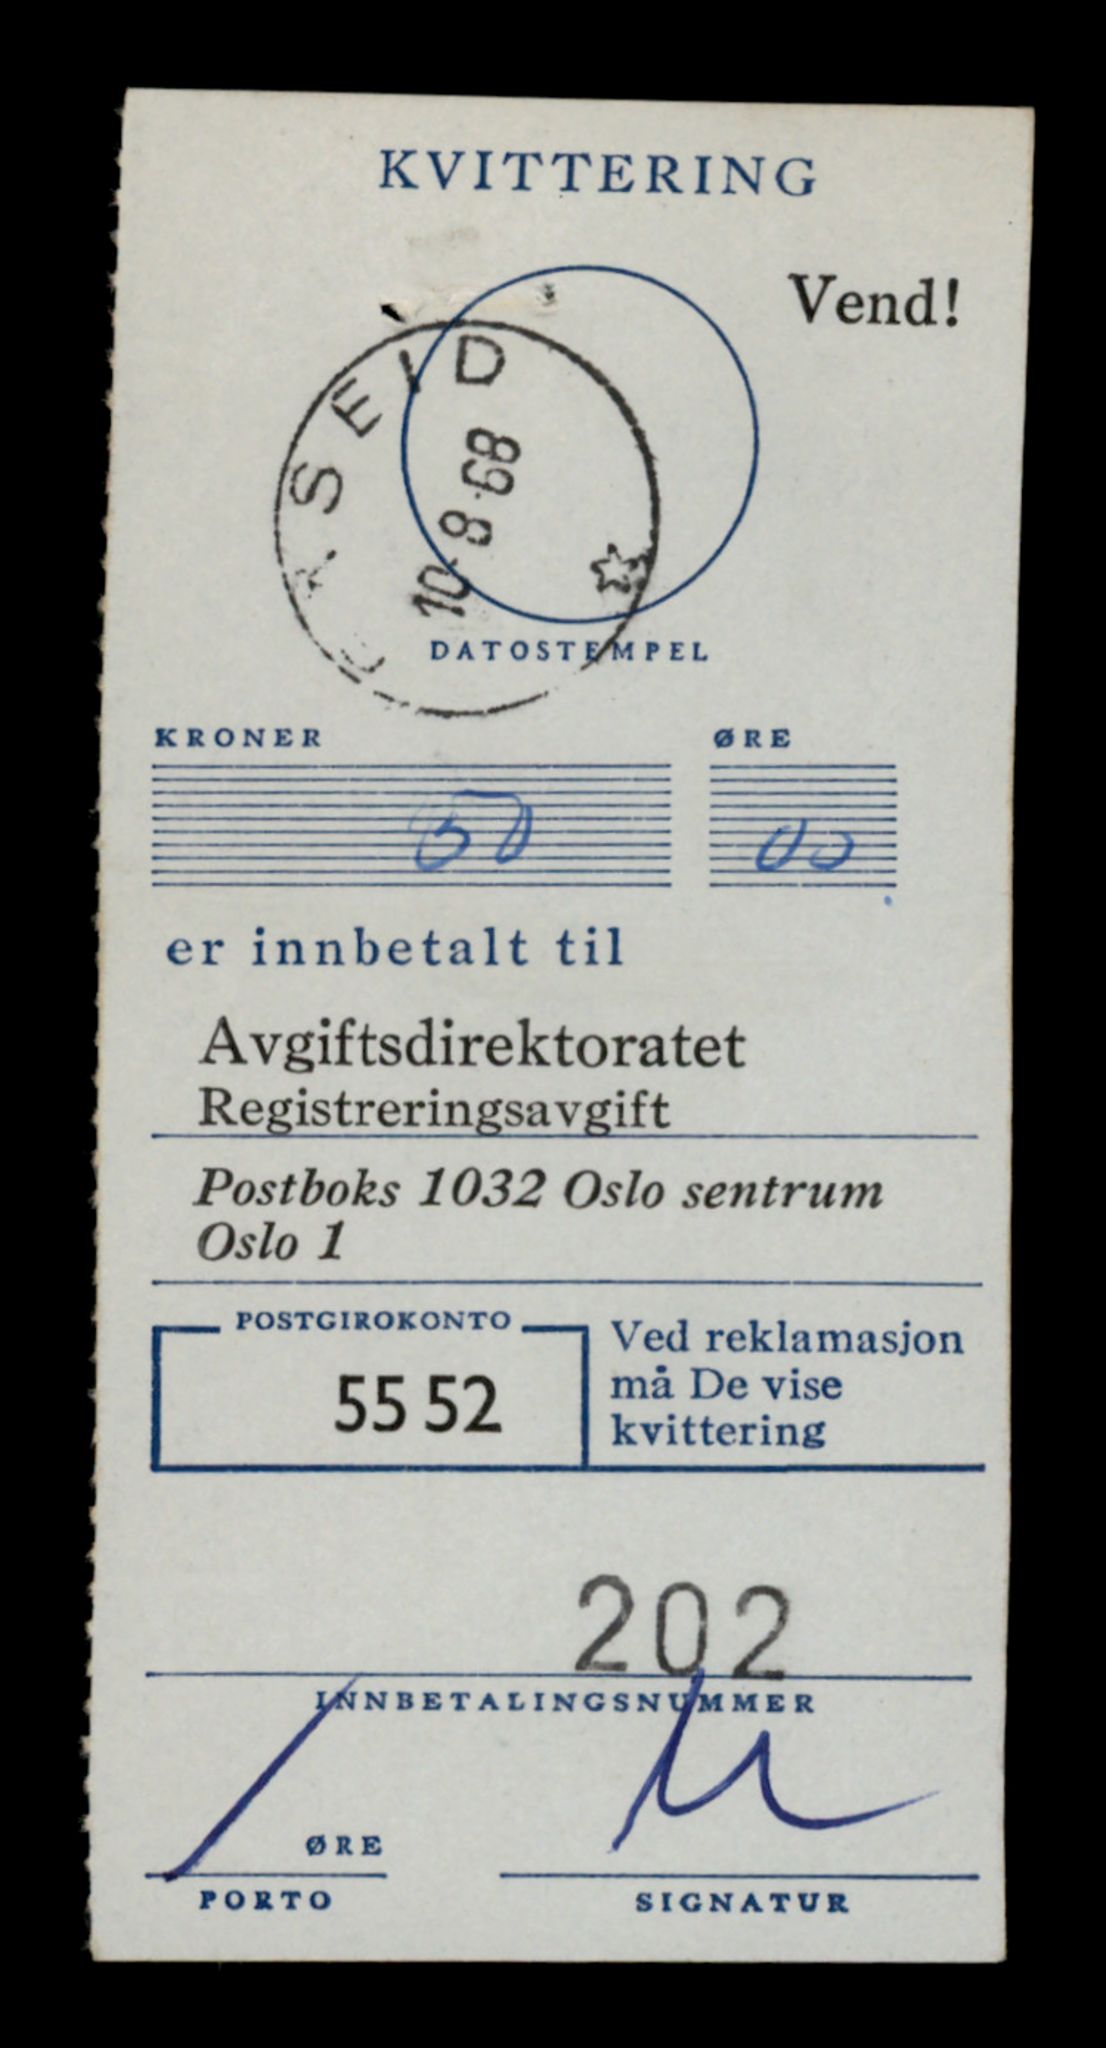 KVITTERING
Vend!
10.8.68
DATOSTEMPEL
KRONER ØRE
50 00
er innbetalt til
Avgiftsdirektoratet
Registreringsavgift
Postboks 1032 Oslo sentrum
Oslo 1
POSTGIROKONTO
55 52
Ved reklamasjon
må De vise
kvittering
202
INNBETALINGSNUMMER
ØRE
PORTO SIGNATUR